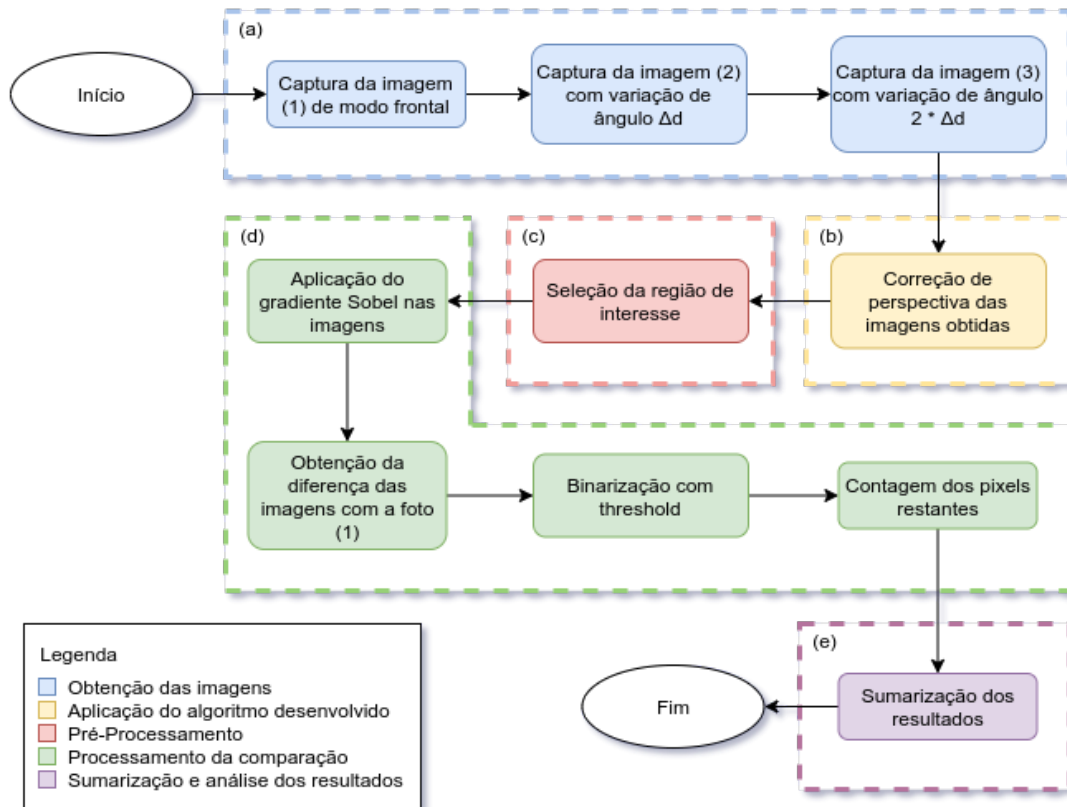 (a)
Início
Captura da imagem
(1) de modo frontal
Captura da imagem (2)
com variação de
ângulo Δd
Captura da imagem (3)
com variação de ângulo
2 * Δd
(d)
Aplicação do
gradiente Sobel nas
imagens
(c)
Seleção da região de
interesse
(b)
Correção de
perspectiva das
imagens obtidas
Obtenção da
diferença das
imagens com a foto
(1)
Binarização com
threshold
Contagem dos pixels
restantes
Legenda
Obtenção das imagens
Aplicação do algoritmo desenvolvido
Pré-Processamento
Processamento da comparação
Sumarização e análise dos resultados
Fim
(e)
Sumarização dos
resultados